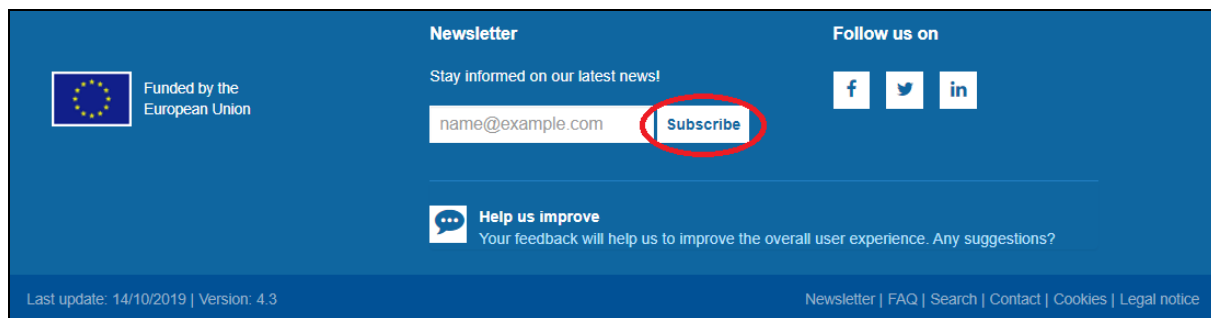 Funded by the
European Union
Newsletter
Stay informed on our latest news!
name@example.com
Subscribe
Follow us on
f
in
Help us improve
Your feedback will help us to improve the overall user experience. Any suggestions?
Last update: 14/10/2019 | Version: 4.3
Newsletter | FAQ | Search | Contact | Cookies | Legal notice